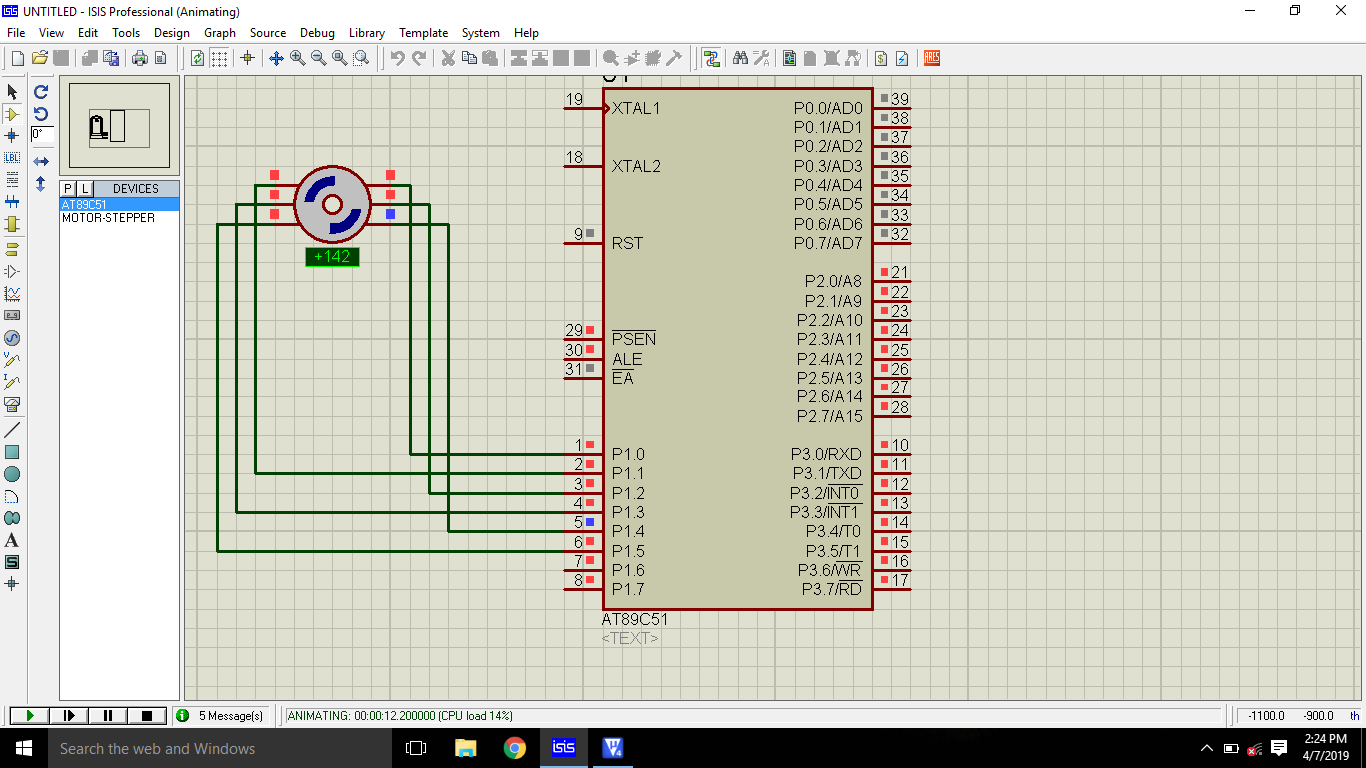 UNTITLED - ISIS Professional (Animating)
File View Edit Tools Design Graph Source Debug Library Template System Help
ARES
LBL
0°
P L DEVICES
AT89C51
MOTOR-STEPPER
A
S
+142
19 XTAL1
18 XTAL2
9 RST
29 PSEN
30 ALE
31 EA
1 P1.0
2 P1.1
3 P1.2
4 P1.3
5 P1.4
6 P1.5
7 P1.6
8 P1.7
P0.0/AD0 39
P0.1/AD1 38
P0.2/AD2 37
P0.3/AD3 36
P0.4/AD4 35
P0.5/AD5 34
P0.6/AD6 33
P0.7/AD7 32
P2.0/A8 21
P2.1/A9 22
P2.2/A10 23
P2.3/A11 24
P2.4/A12 25
P2.5/A13 26
P2.6/A14 27
P2.7/A15 28
P3.0/RXD 10
P3.1/TXD 11
P3.2/INT0 12
P3.3/INT1 13
P3.4/T0 14
P3.5/T1 15
P3.6/WR 16
P3.7/RD 17
AT89C51
<TEXT>
5 Message(s)
ANIMATING: 00:00:12.200000 (CPU load 14%)
-1100.0 -900.0 th
Search the web and Windows
isis
2:24 PM
4/7/2019